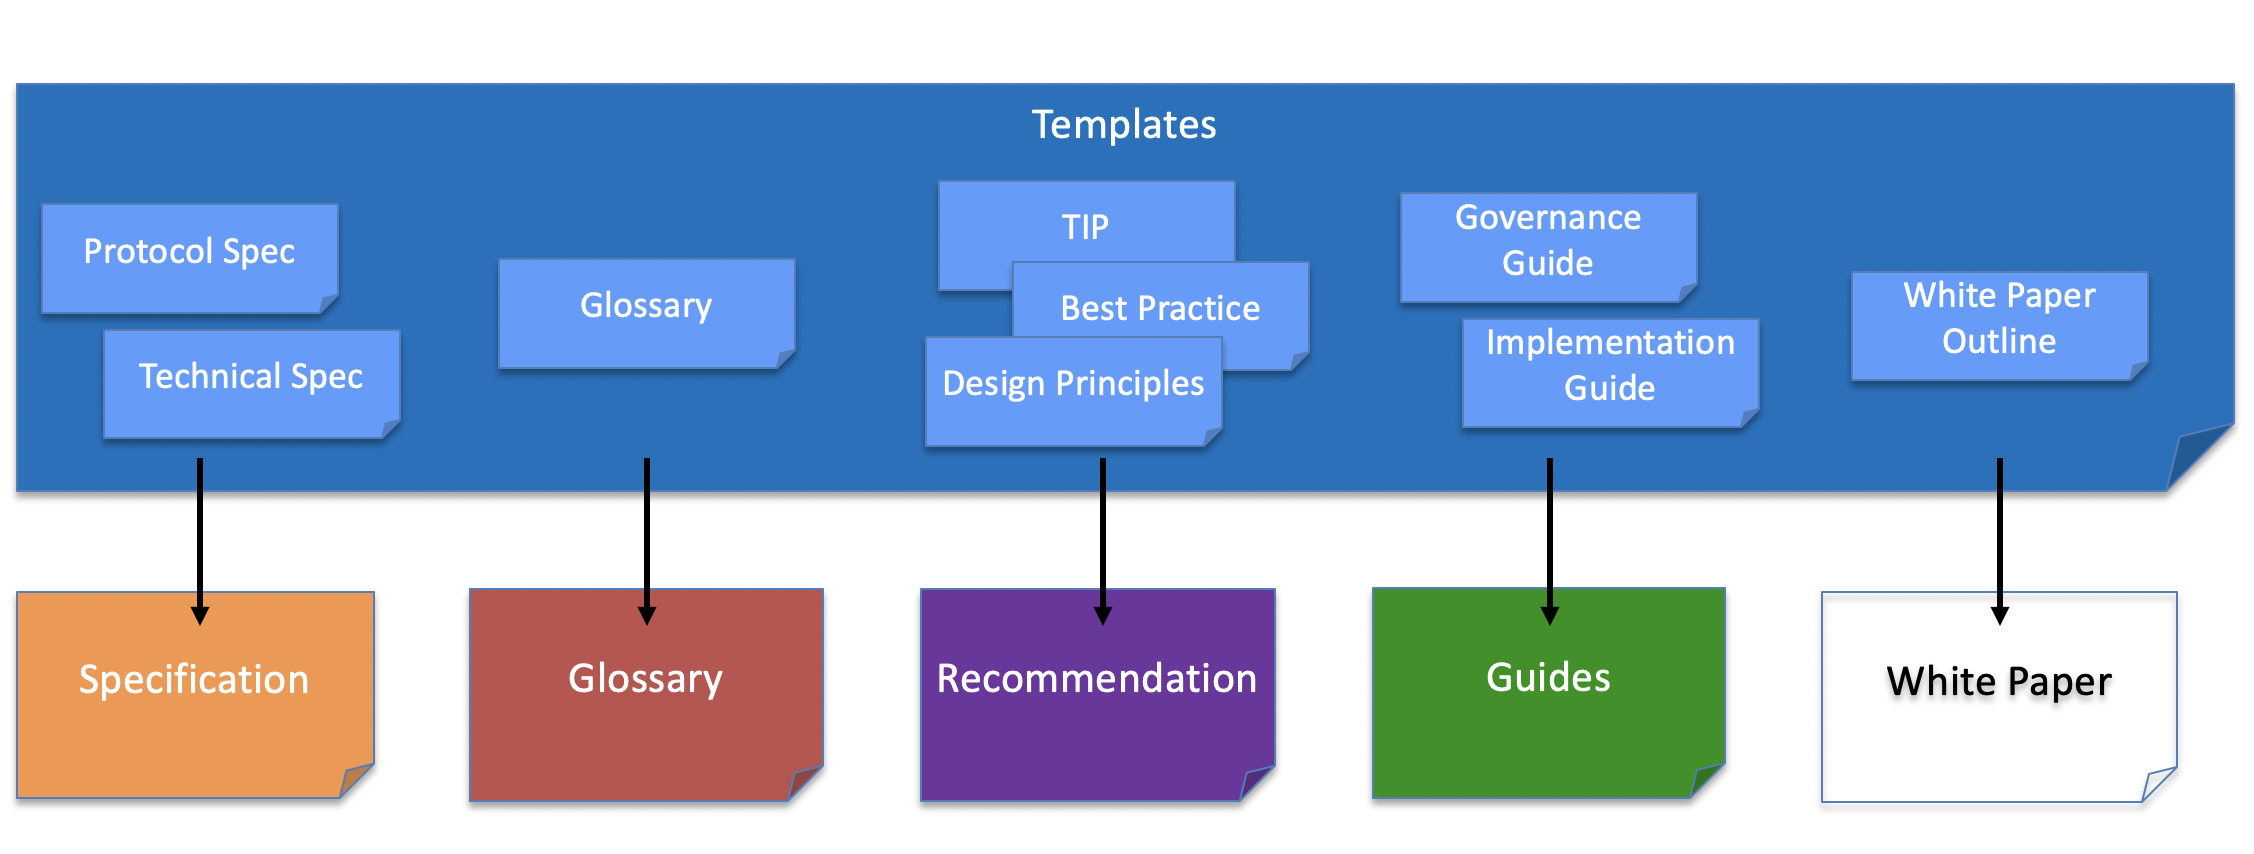 Templates
Protocol Spec
Technical Spec
Glossary
TIP
Best Practice
Design Principles
Governance
Guide
Implementation
Guide
White Paper
Outline
Specification
Glossary
Recommendation
Guides
White Paper